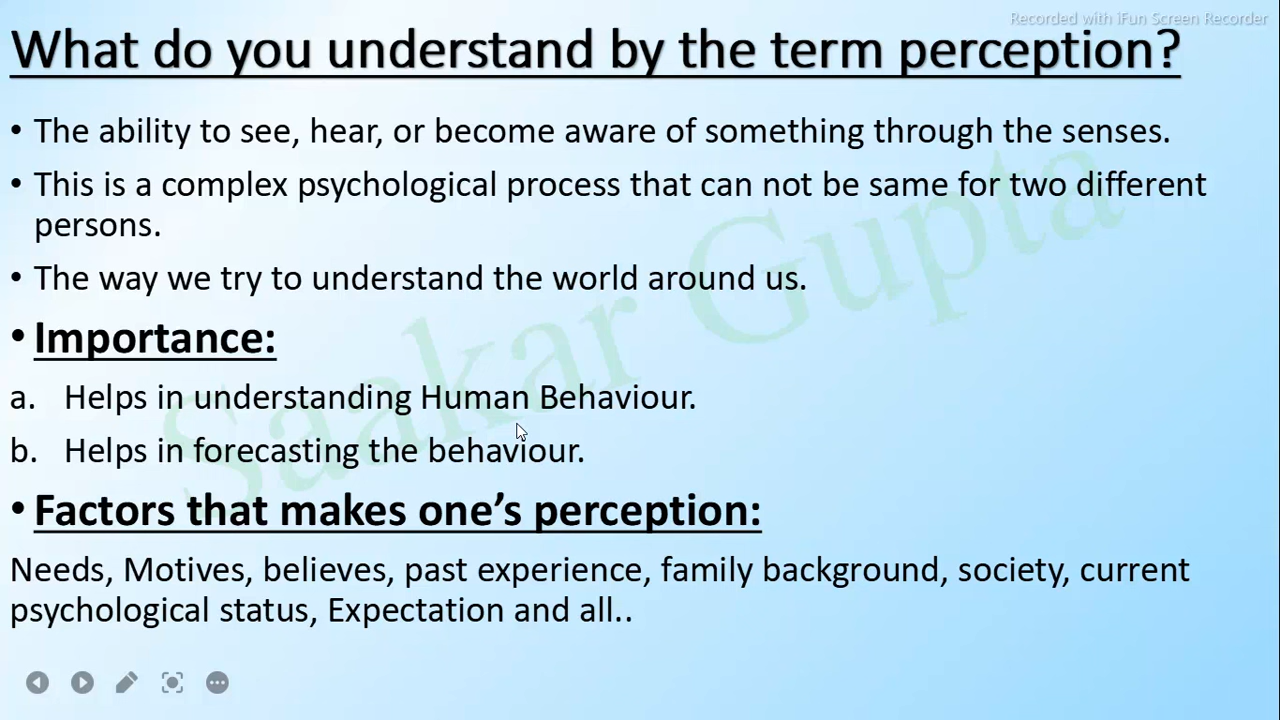 Recorded with iFun Screen Recorder
What do you understand by the term perception?
• The ability to see, hear, or become aware of something through the senses.
• This is a complex psychological process that can not be same for two different
persons.
• The way we try to understand the world around us.
• Importance:
a. Helps in understanding Human Behaviour.
b. Helps in forecasting the behaviour.
• Factors that makes one’s perception:
Needs, Motives, believes, past experience, family background, society, current
psychological status, Expectation and all..
Saakar Gupta